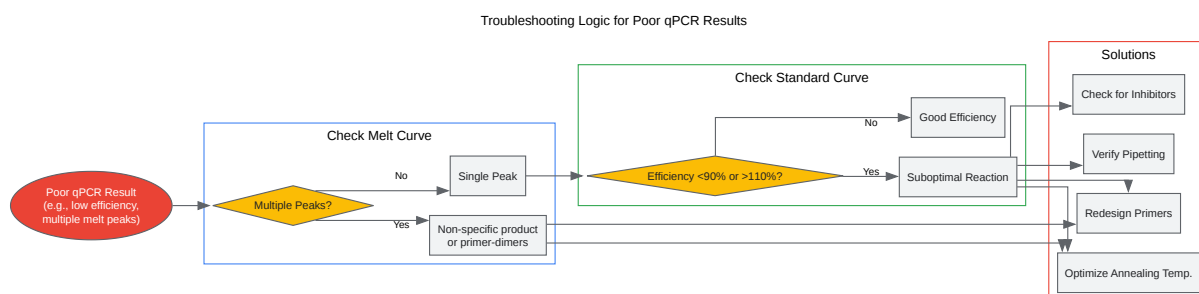 Troubleshooting Logic for Poor qPCR Results
Poor qPCR Result
(e.g., low efficiency,
multiple melt peaks)
Check Melt Curve
Multiple Peaks?
No
Single Peak
Yes
Non-specific product
or primer-dimers
Check Standard Curve
Efficiency <90% or >110%?
No
Good Efficiency
Yes
Suboptimal Reaction
Solutions
Check for Inhibitors
Verify Pipetting
Redesign Primers
Optimize Annealing Temp.